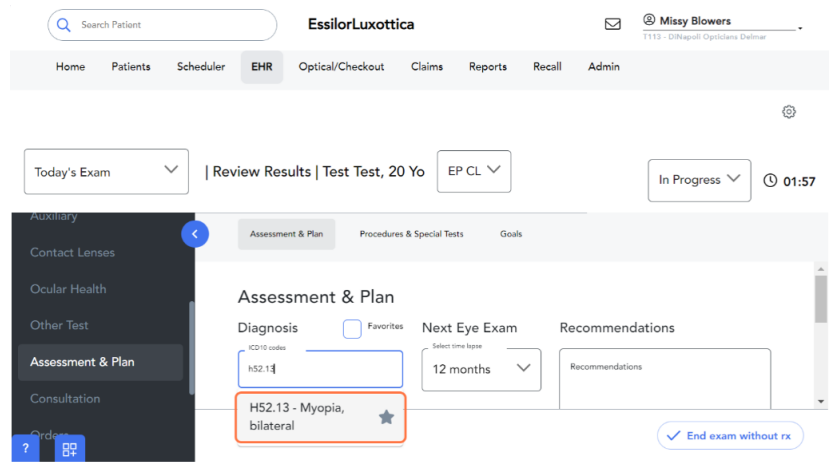 Search Patient
EssilorLuxottica
Missy Blowers
T113 - DiNapoli Opticians Delmar
Home Patients Scheduler EHR Optical/Checkout Claims Reports Recall Admin
Today's Exam
| Review Results | Test Test, 20 Yo
EP CL
In Progress
01:57
Auxiliary
Contact Lenses
Ocular Health
Other Test
Assessment & Plan
Consultation
Orders
?
Assessment & Plan Procedures & Special Tests Goals
Assessment & Plan
Diagnosis
Favorites
ICD10 codes
h52.13
H52.13 - Myopia,
bilateral
Next Eye Exam
Select time lapse
12 months
Recommendations
Recommendations
End exam without rx